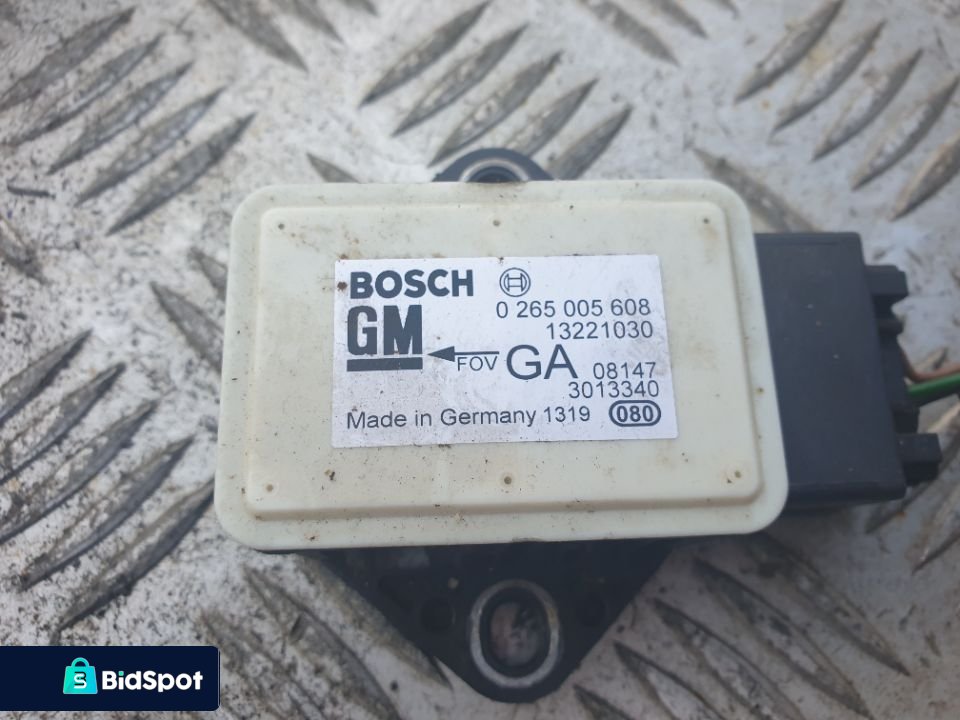 BOSCH
0 265 005 608
GM
13221030
FOV GA 08147
3013340
Made in Germany 1319 080
S BidSpot